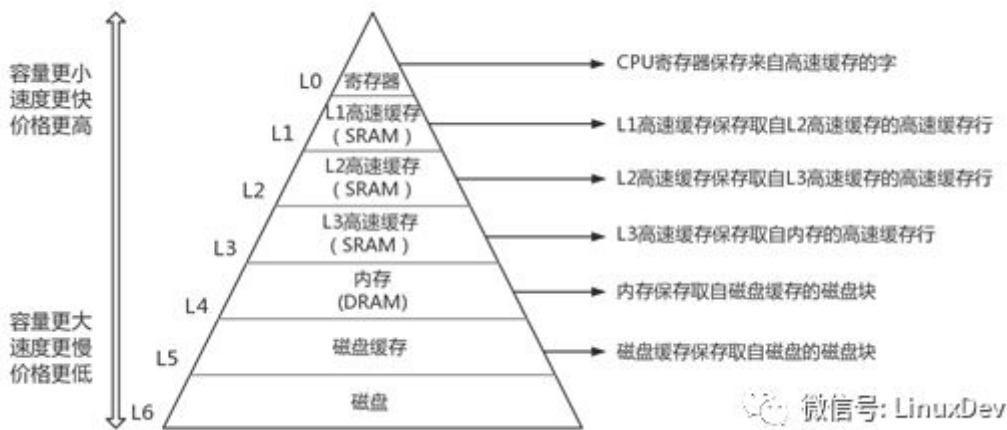 容量更小
速度更快
价格更高
容量更大
速度更慢
价格更低
L0
寄存器
CPU寄存器保存来自高速缓存的字
L1
L1高速缓存
(SRAM)
L1高速缓存保存取自L2高速缓存的高速缓存行
L2
L2高速缓存
(SRAM)
L2高速缓存保存取自L3高速缓存的高速缓存行
L3
L3高速缓存
(SRAM)
L3高速缓存保存取自内存的高速缓存行
L4
内存
(DRAM)
内存保存取自磁盘缓存的磁盘块
L5
磁盘缓存
磁盘缓存保存取自磁盘的磁盘块
L6
磁盘
微信号: LinuxDev